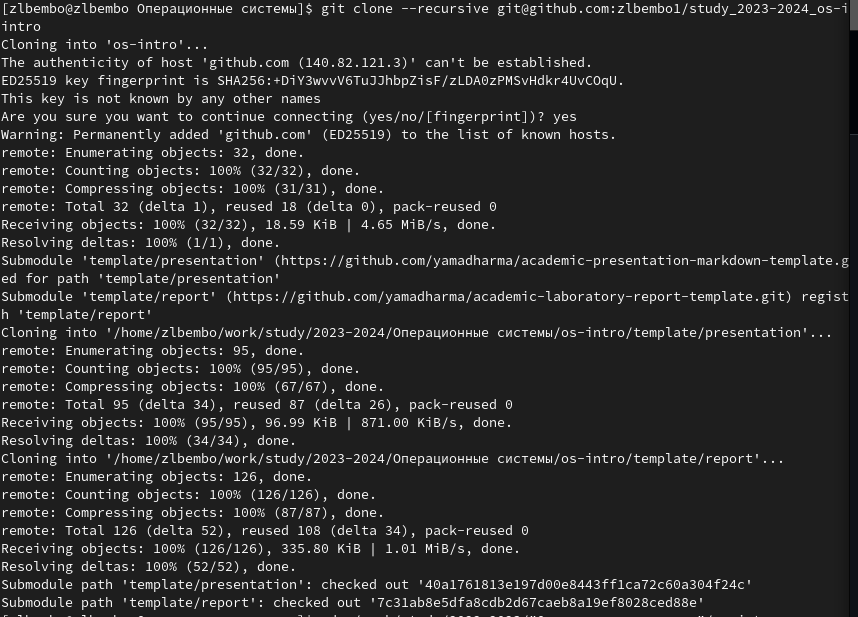 [zlbembo@zlbembo Операционные системы]$ git clone --recursive git@github.com:zlbembo1/study_2023-2024_os-i
intro
Cloning into 'os-intro'...
The authenticity of host 'github.com (140.82.121.3)' can't be established.
ED25519 key fingerprint is SHA256:+DiY3wvvV6TuJJhbpZisF/zLDA0zPMSvHdkr4UvCOqU.
This key is not known by any other names
Are you sure you want to continue connecting (yes/no/[fingerprint])? yes
Warning: Permanently added 'github.com' (ED25519) to the list of known hosts.
remote: Enumerating objects: 32, done.
remote: Counting objects: 100% (32/32), done.
remote: Compressing objects: 100% (31/31), done.
remote: Total 32 (delta 1), reused 18 (delta 0), pack-reused 0
Receiving objects: 100% (32/32), 18.59 KiB | 4.65 MiB/s, done.
Resolving deltas: 100% (1/1), done.
Submodule 'template/presentation' (https://github.com/yamadharma/academic-presentation-markdown-template.g
ed for path 'template/presentation'
Submodule 'template/report' (https://github.com/yamadharma/academic-laboratory-report-template.git) regist
h 'template/report'
Cloning into '/home/zlbembo/work/study/2023-2024/Операционные системы/os-intro/template/presentation'...
remote: Enumerating objects: 95, done.
remote: Counting objects: 100% (95/95), done.
remote: Compressing objects: 100% (67/67), done.
remote: Total 95 (delta 34), reused 87 (delta 26), pack-reused 0
Receiving objects: 100% (95/95), 96.99 KiB | 871.00 KiB/s, done.
Resolving deltas: 100% (34/34), done.
Cloning into '/home/zlbembo/work/study/2023-2024/Операционные системы/os-intro/template/report'...
remote: Enumerating objects: 126, done.
remote: Counting objects: 100% (126/126), done.
remote: Compressing objects: 100% (87/87), done.
remote: Total 126 (delta 52), reused 108 (delta 34), pack-reused 0
Receiving objects: 100% (126/126), 335.80 KiB | 1.01 MiB/s, done.
Resolving deltas: 100% (52/52), done.
Submodule path 'template/presentation': checked out '40a1761813e197d00e8443ff1ca72c60a304f24c'
Submodule path 'template/report': checked out '7c31ab8e5dfa8cdb2d67caeb8a19ef8028ced88e'